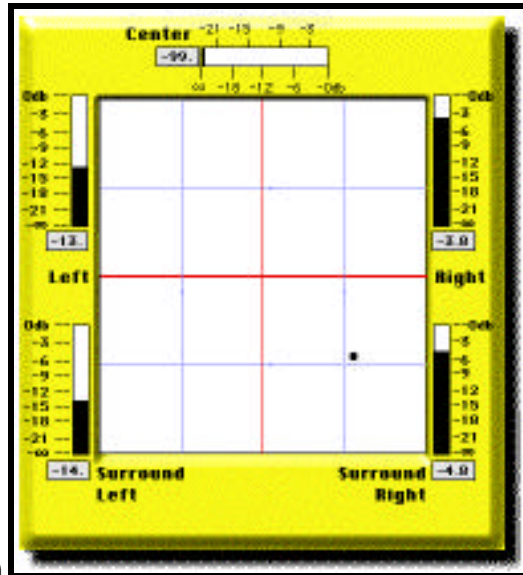 Center -21 -15 -9 -3
-99.
∞ -18 -12 -6 -0db
0db -0db
-3 -3
-6 -6
-9 -9
-12 -12
-15 -15
-18 -18
-21 -21
-∞ -∞
-13. -3.8
Left Right
0db -0db
-3 -3
-6 -6
-9 -9
-12 -12
-15 -15
-18 -18
-21 -21
-∞ -∞
-14. Surround Surround -4.8
Left Right